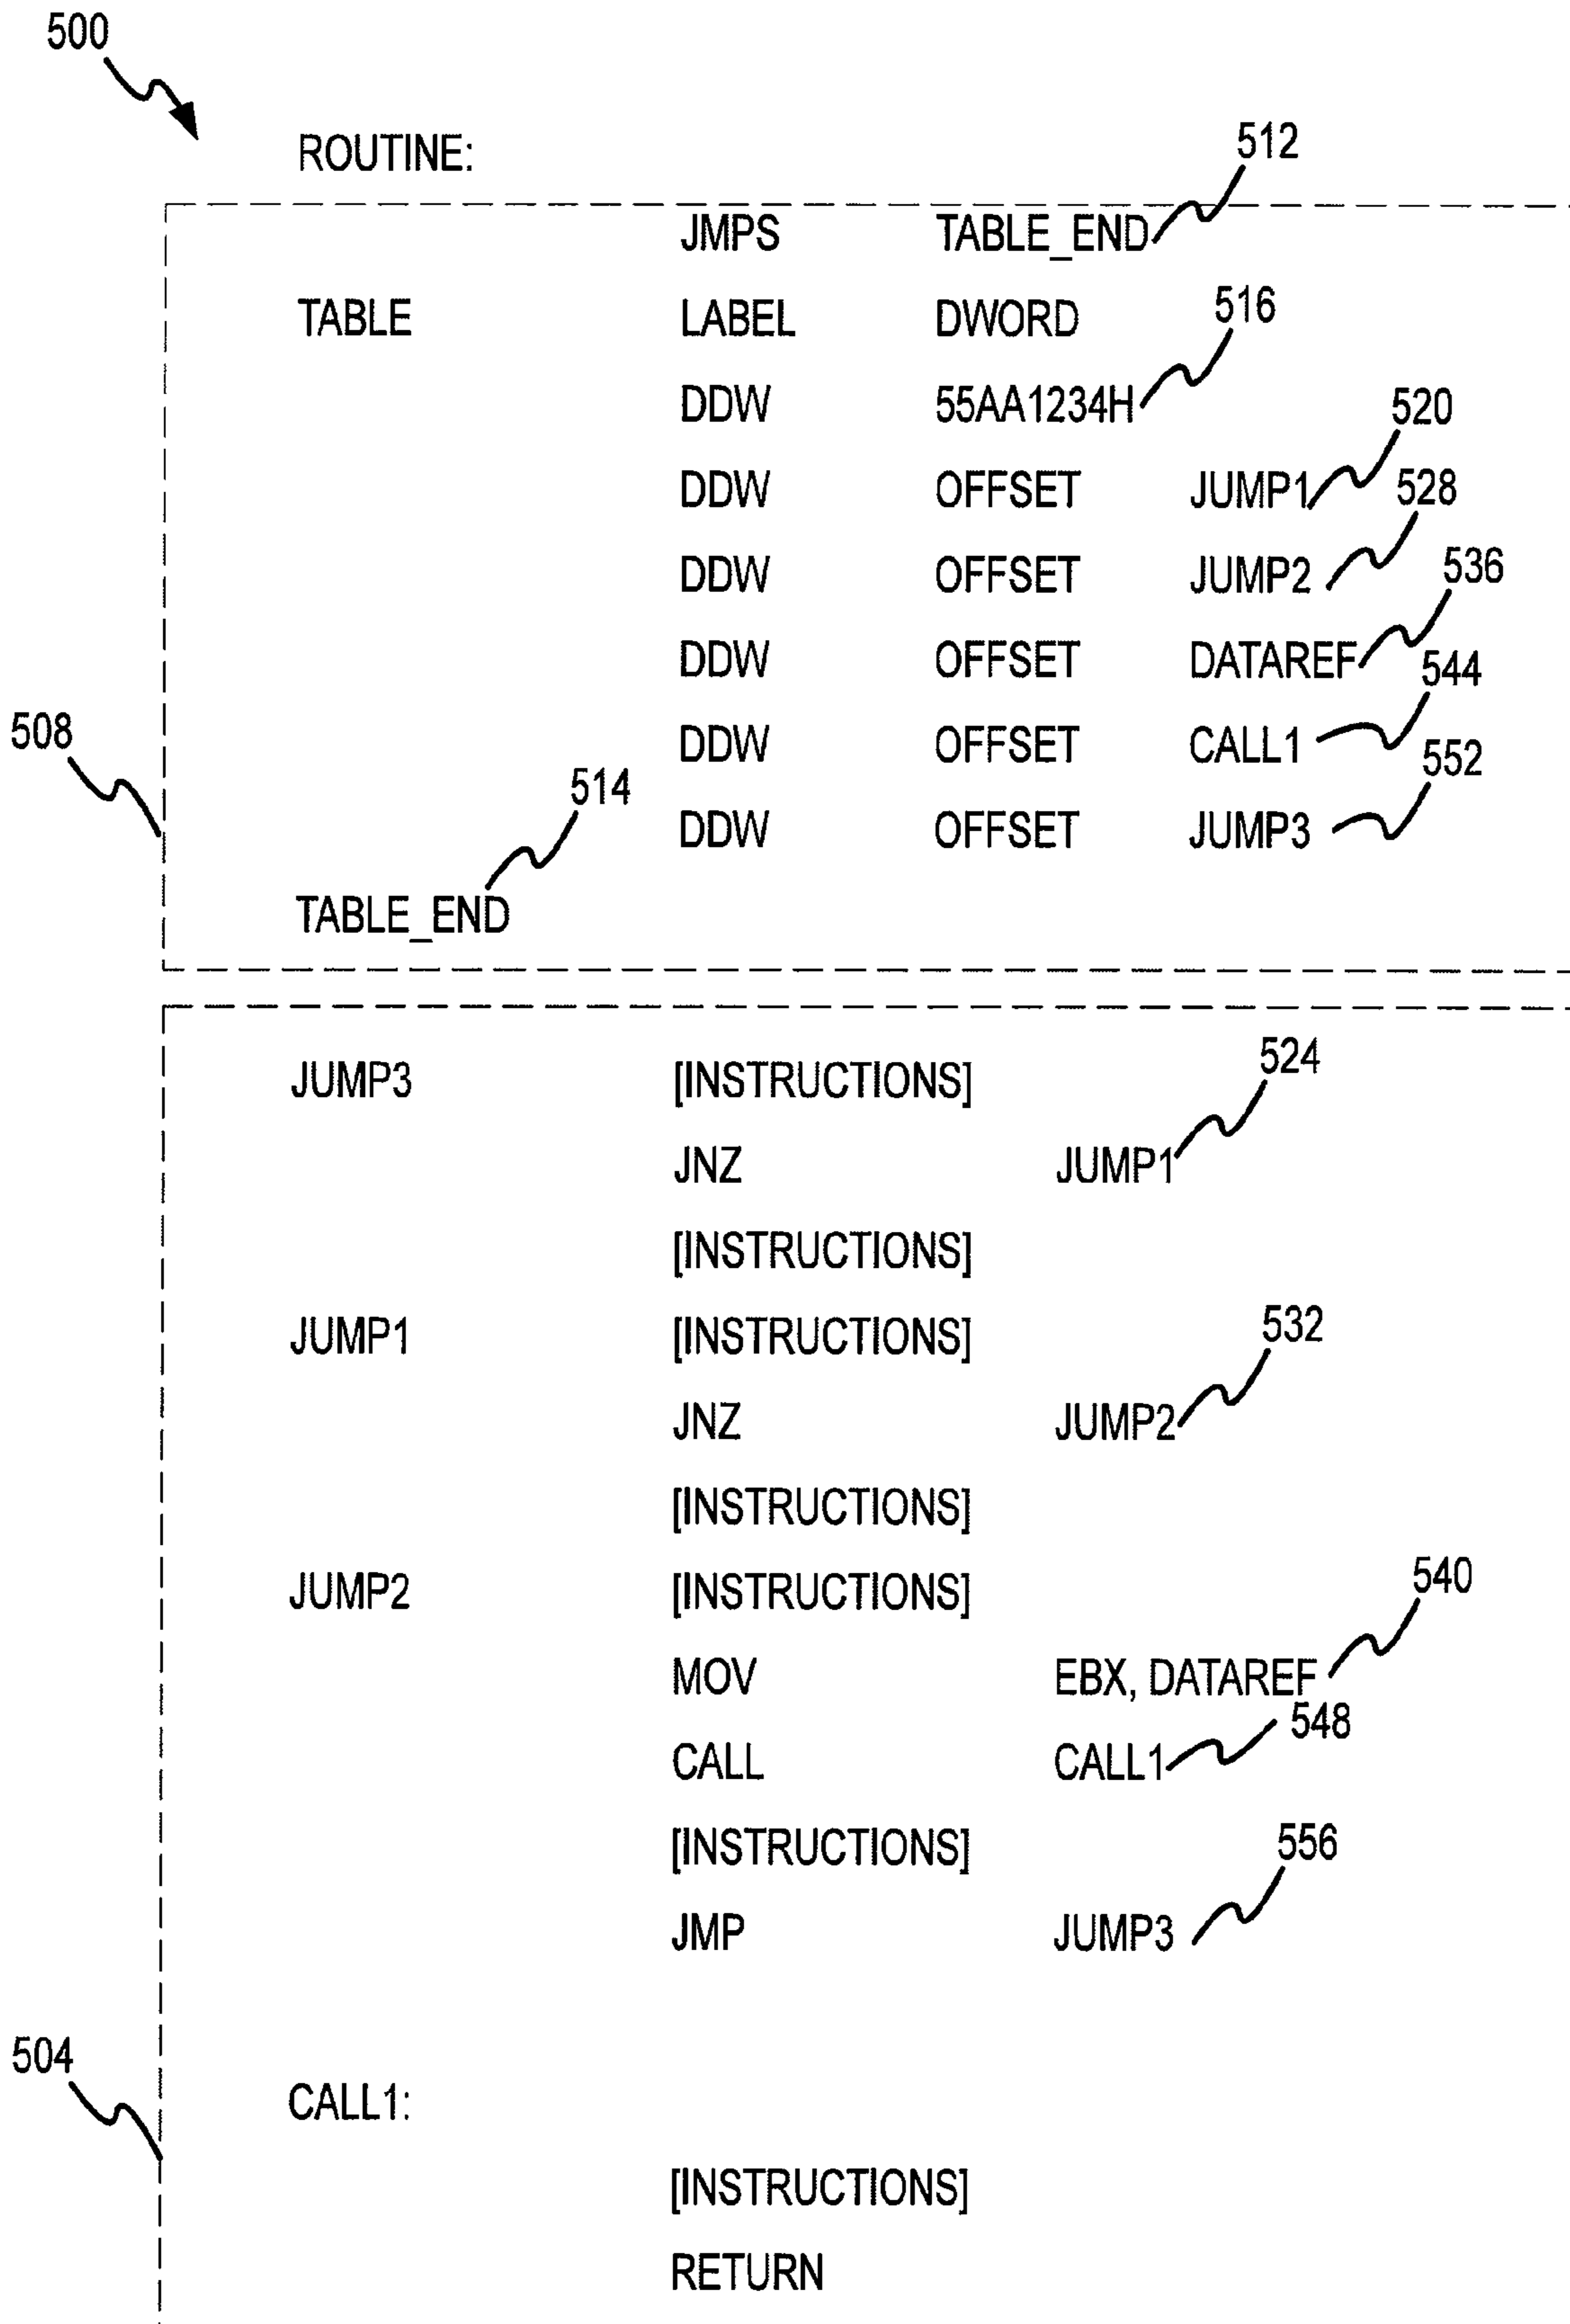 500
ROUTINE:
512
JMPS TABLE_END
TABLE LABEL DWORD
516
DDW 55AA1234H
520
DDW OFFSET JUMP1
528
DDW OFFSET JUMP2
536
DDW OFFSET DATAREF
544
508
DDW OFFSET CALL1
552
514
DDW OFFSET JUMP3
TABLE_END
524
JUMP3 [INSTRUCTIONS]
JNZ JUMP1
[INSTRUCTIONS]
532
JUMP1 [INSTRUCTIONS]
JNZ JUMP2
[INSTRUCTIONS]
540
JUMP2 [INSTRUCTIONS]
MOV EBX, DATAREF
548
CALL CALL1
556
[INSTRUCTIONS]
JMP JUMP3
504
CALL1:
[INSTRUCTIONS]
RETURN